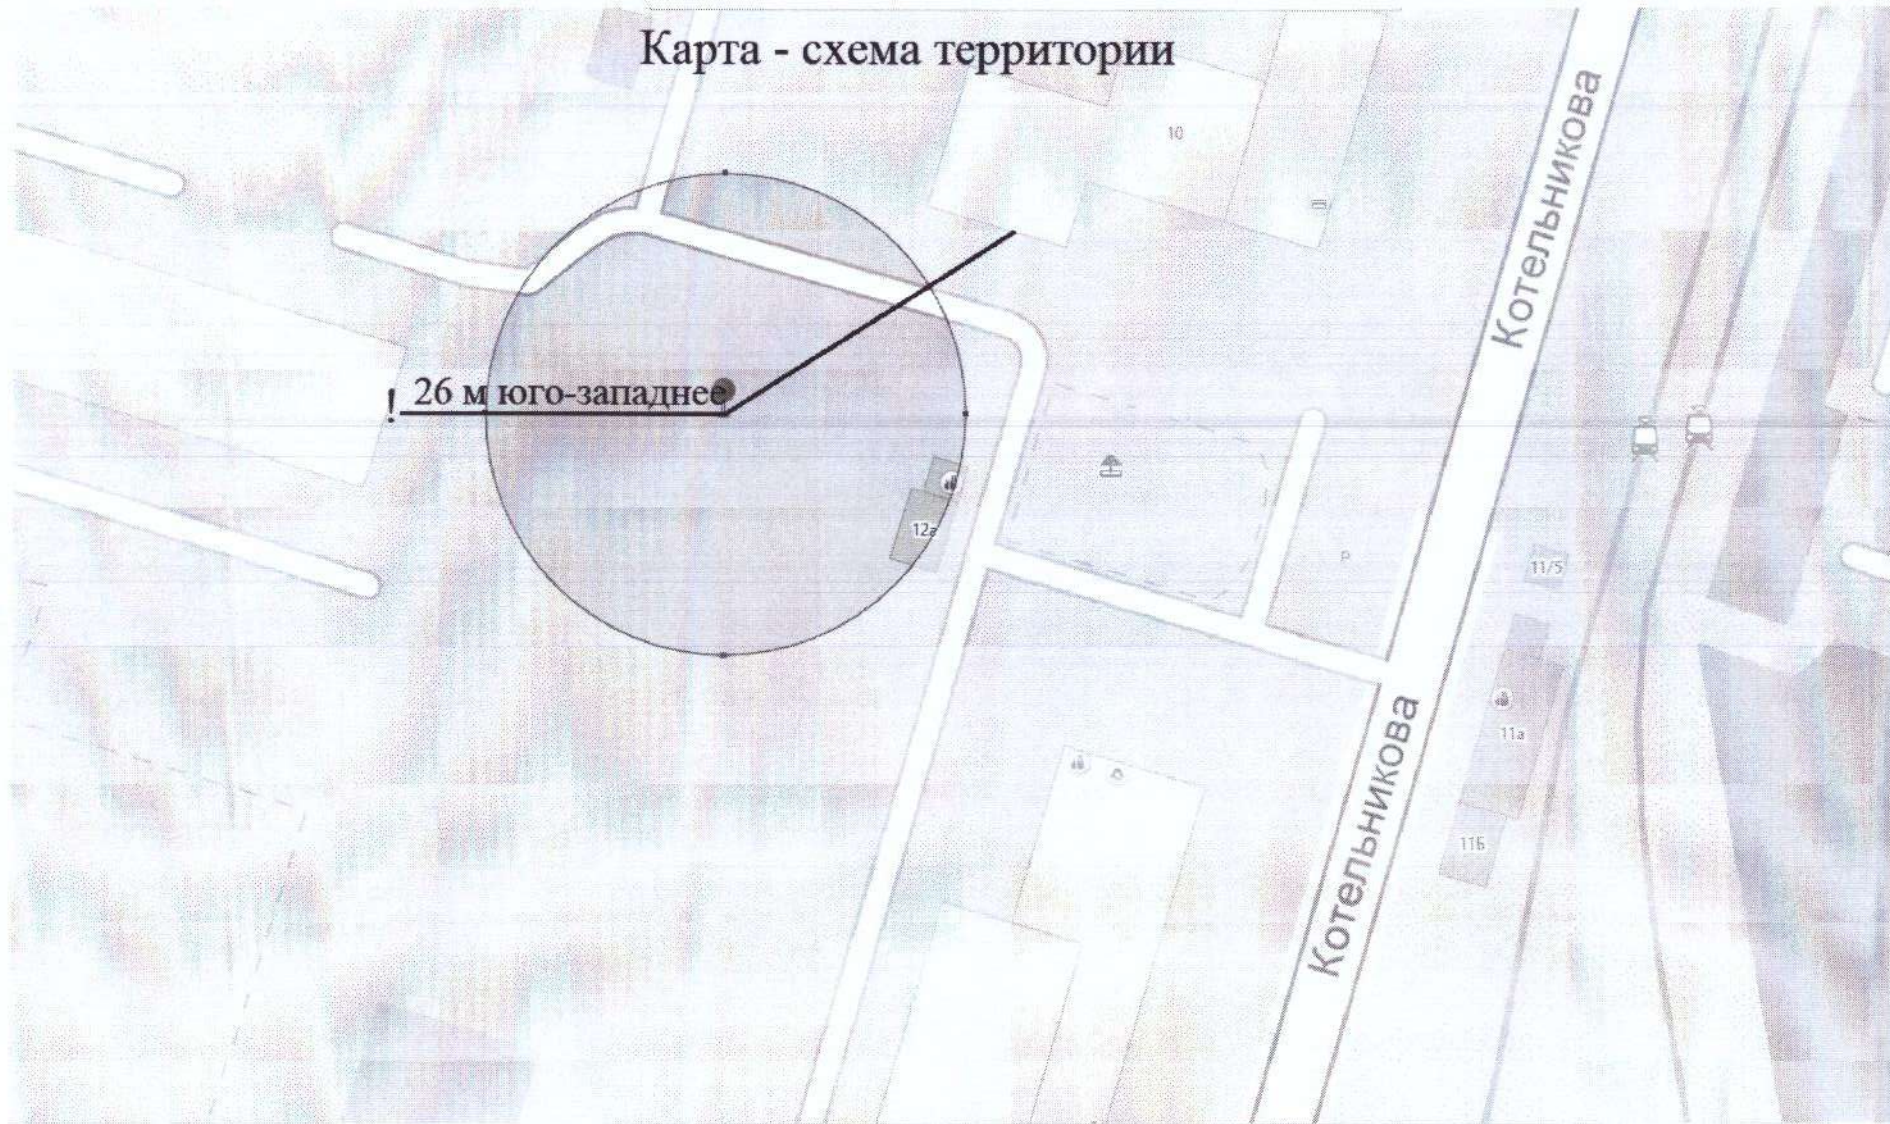 Карта - схема территории
10
Котельникова
! 26 м юго-западнее
12а
P
11/5
Котельникова
11а
11Б